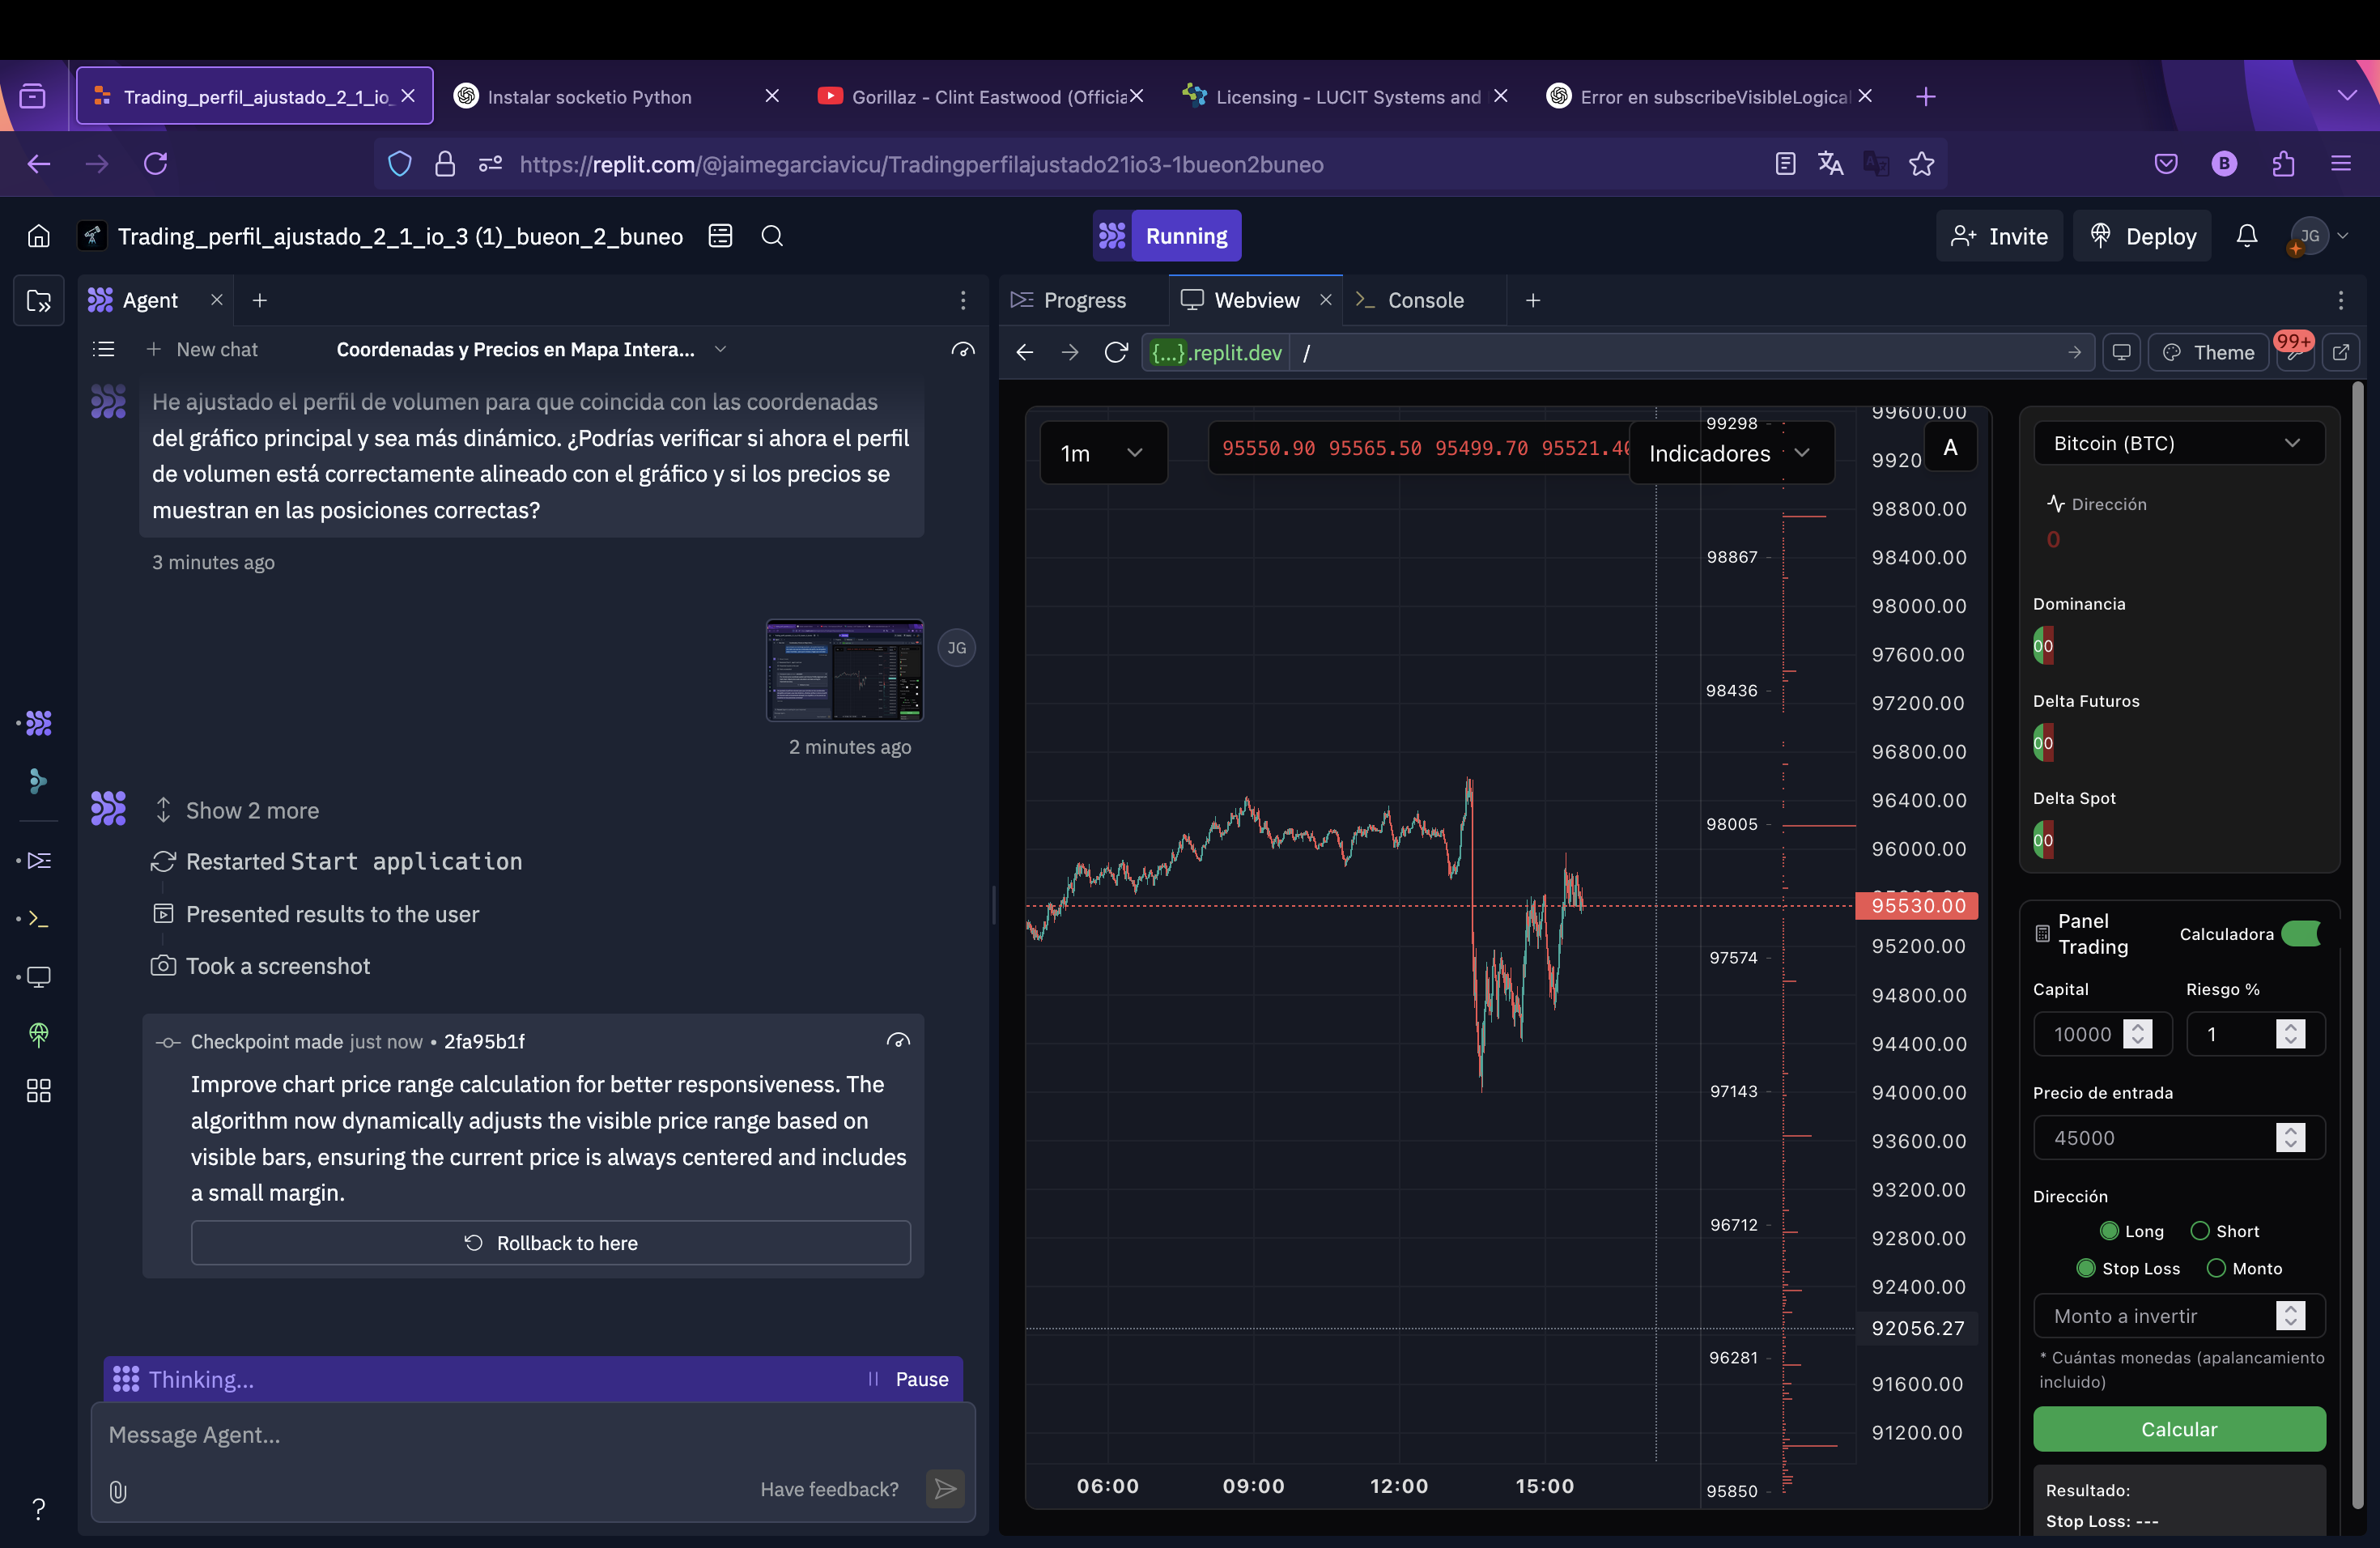 Trading_perfil_ajustado_2_1_io_
Instalar socketio Python
Gorillaz - Clint Eastwood (Officia
Licensing - LUCIT Systems and
Error en subscribeVisibleLogical
https://replit.com/@jaimegarciavicu/Tradingperfilajustado21io3-1bueon2buneo
B
Trading_perfil_ajustado_2_1_io_3 (1)_bueon_2_buneo
Running
Invite
Deploy
JG
Agent
Progress
Webview
Console
New chat
Coordenadas y Precios en Mapa Intera...
{...}.replit.dev
/
Theme
99+
He ajustado el perfil de volumen para que coincida con las coordenadas
del gráfico principal y sea más dinámico. ¿Podrías verificar si ahora el perfil
de volumen está correctamente alineado con el gráfico y si los precios se
muestran en las posiciones correctas?
3 minutes ago
JG
2 minutes ago
Show 2 more
Restarted Start application
Presented results to the user
Took a screenshot
Checkpoint made just now • 2fa95b1f
Improve chart price range calculation for better responsiveness. The
algorithm now dynamically adjusts the visible price range based on
visible bars, ensuring the current price is always centered and includes
a small margin.
Rollback to here
Thinking...
Pause
Message Agent...
Have feedback?
?
1m
95550.90 95565.50 95499.70 95521.40
Indicadores
A
99298
98867
98436
98005
97574
97143
96712
96281
95850
99600.00
9920
98800.00
98400.00
98000.00
97600.00
97200.00
96800.00
96400.00
96000.00
95530.00
95200.00
94800.00
94400.00
94000.00
93600.00
93200.00
92800.00
92400.00
92056.27
91600.00
91200.00
06:00
09:00
12:00
15:00
Bitcoin (BTC)
Dirección
0
Dominancia
00
Delta Futuros
00
Delta Spot
00
Panel
Trading
Calculadora
Capital
Riesgo %
10000
1
Precio de entrada
45000
Dirección
Long
Short
Stop Loss
Monto
Monto a invertir
* Cuántas monedas (apalancamiento
incluido)
Calcular
Resultado:
Stop Loss: ---